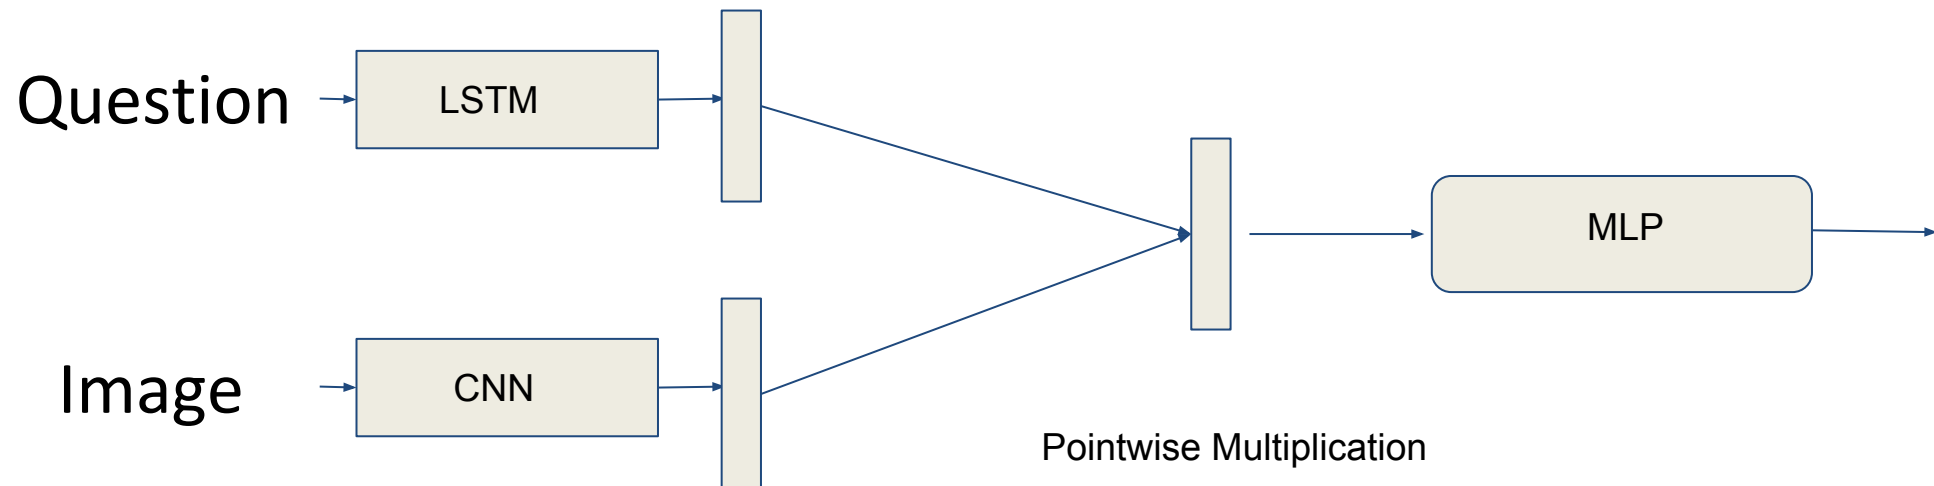 Question
LSTM
MLP
Image
CNN
Pointwise Multiplication